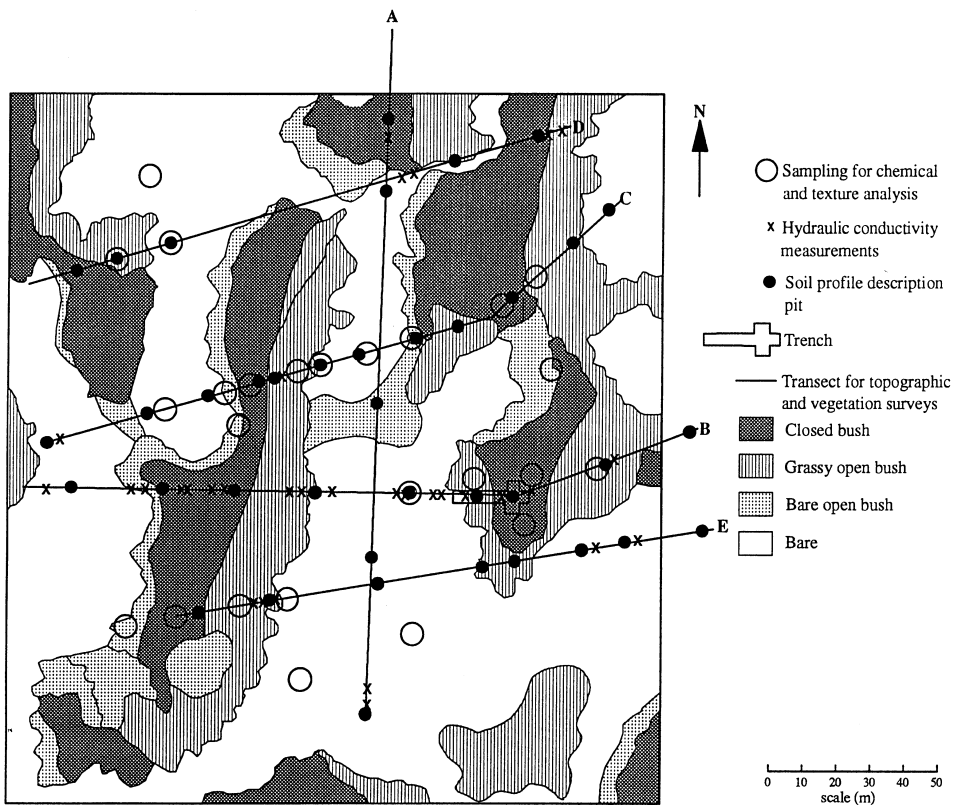 A
D
N
C
B
E
Sampling for chemical
and texture analysis
x Hydraulic conductivity
measurements
Soil profile description
pit
Trench
Transect for topographic
and vegetation surveys
Closed bush
Grassy open bush
Bare open bush
Bare
0 10 20 30 40 50
scale (m)